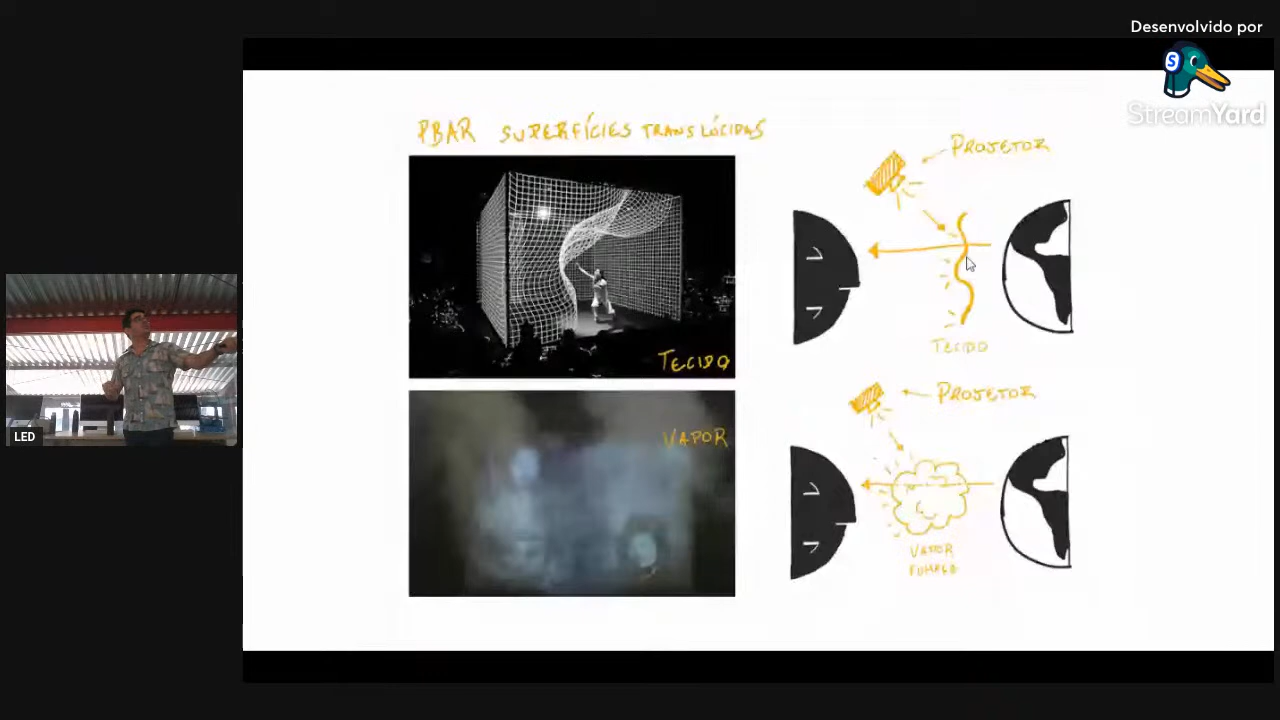 Desenvolvido por
S
StreamYard
PBAR SUPERFÍCIES TRANSLÚCIDAS
PROJETOR
TECIDO
TECIDO
PROJETOR
VAPOR
LED
VAPOR
FUMAÇA